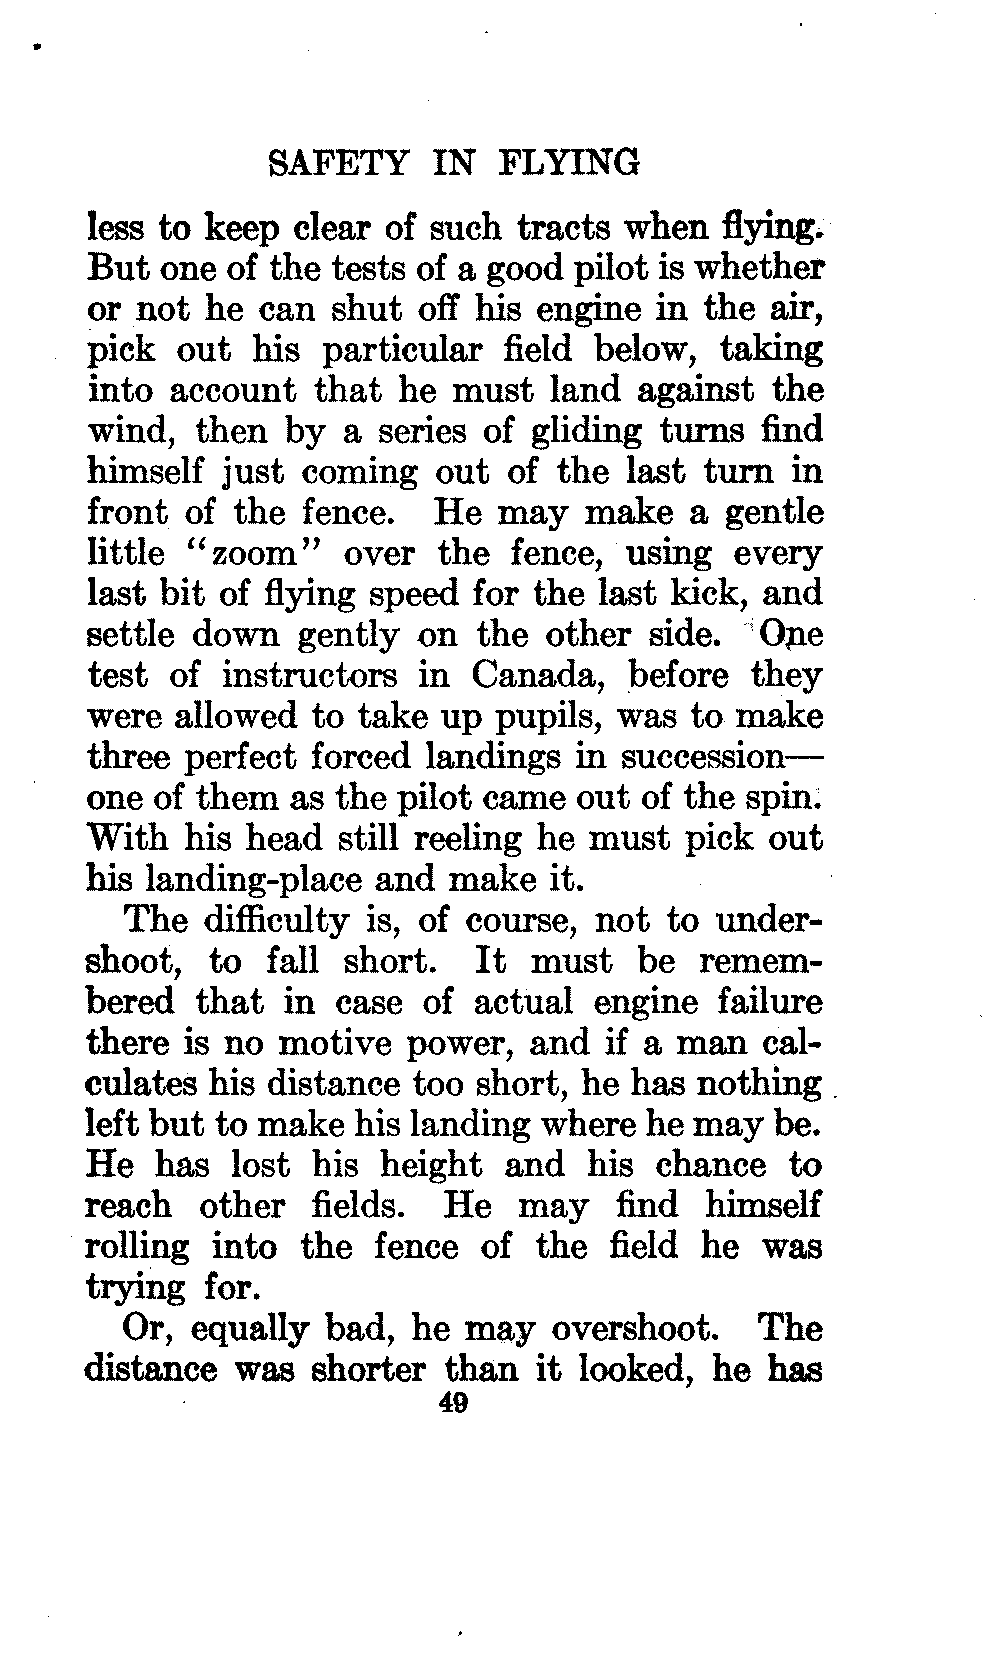 SAFETY IN FLYING
less to keep clear of such tracts when flying.
But one of the tests of a good pilot is whether
or not he can shut off his engine in the air,
pick out his particular field below, taking
into account that he must land against the
wind, then by a series of gliding turns find
himself just coming out of the last turn in
front of the fence. He may make a gentle
little "zoom" over the fence, using every
last bit of flying speed for the last kick, and
settle down gently on the other side. One
test of instructors in Canada, before they
were allowed to take up pupils, was to make
three perfect forced landings in succession—
one of them as the pilot came out of the spin.
With his head still reeling he must pick out
his landing-place and make it.
The difficulty is, of course, not to under-
shoot, to fall short. It must be remem-
bered that in case of actual engine failure
there is no motive power, and if a man cal-
culates his distance too short, he has nothing
left but to make his landing where he may be.
He has lost his height and his chance to
reach other fields. He may find himself
rolling into the fence of the field he was
trying for.
Or, equally bad, he may overshoot. The
distance was shorter than it looked, he has
49